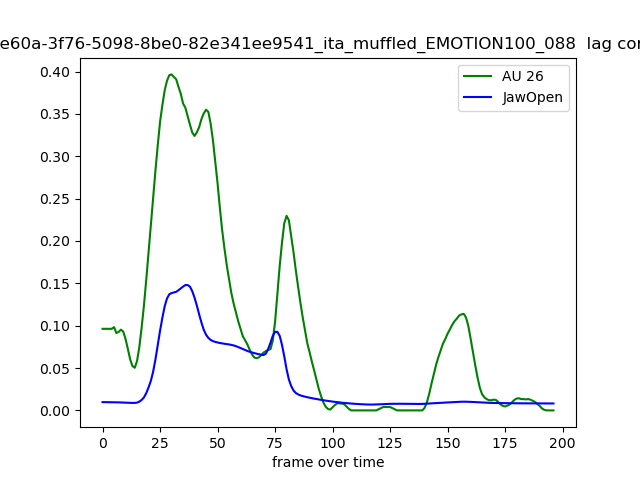 e60a-3f76-5098-8be0-82e341ee9541_ita_muffled_EMOTION100_088 lag cor
AU 26
JawOpen
0.40
0.35
0.30
0.25
0.20
0.15
0.10
0.05
0.00
0 25 50 75 100 125 150 175 200
frame over time